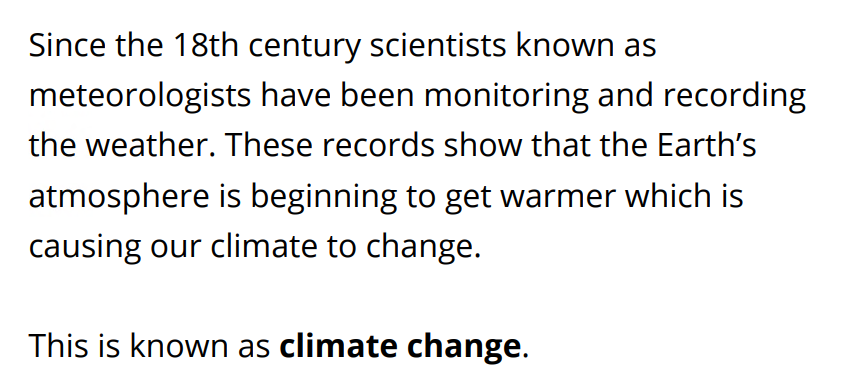 Since the 18th century scientists known as
meteorologists have been monitoring and recording
the weather. These records show that the Earth’s
atmosphere is beginning to get warmer which is
causing our climate to change.
This is known as climate change.